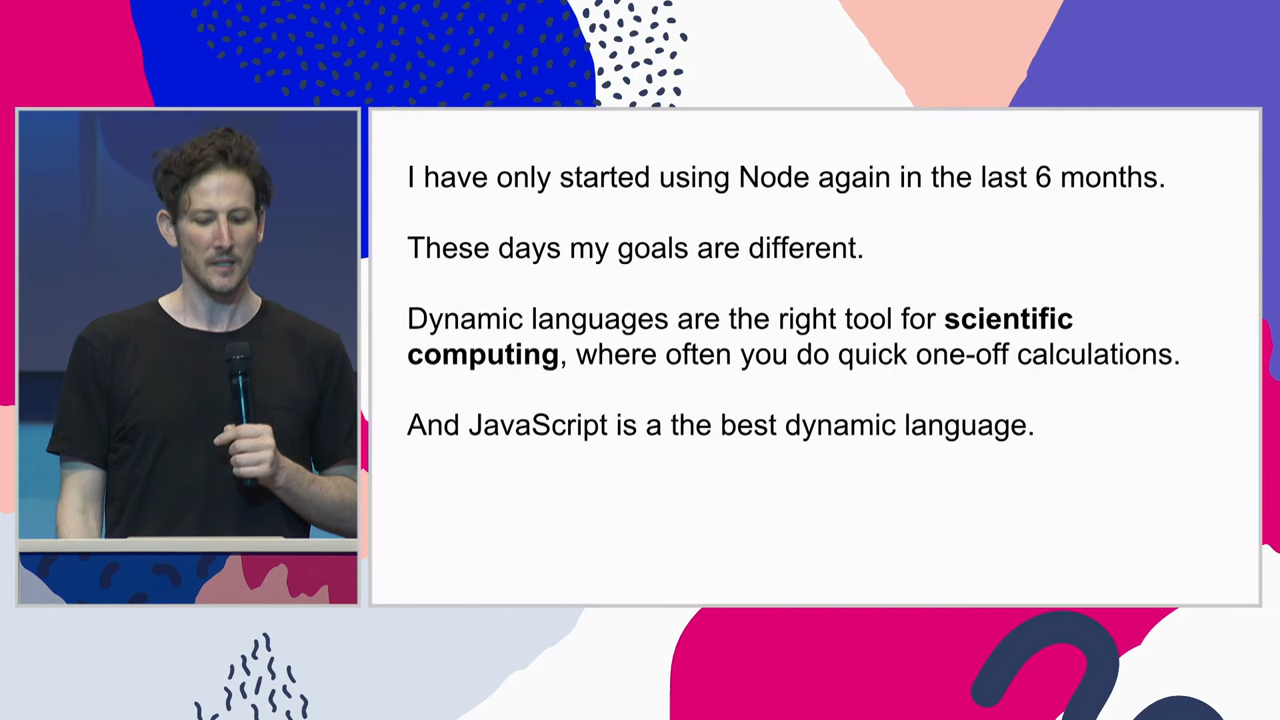 I have only started using Node again in the last 6 months.
These days my goals are different.
Dynamic languages are the right tool for scientific
computing, where often you do quick one-off calculations.
And JavaScript is a the best dynamic language.